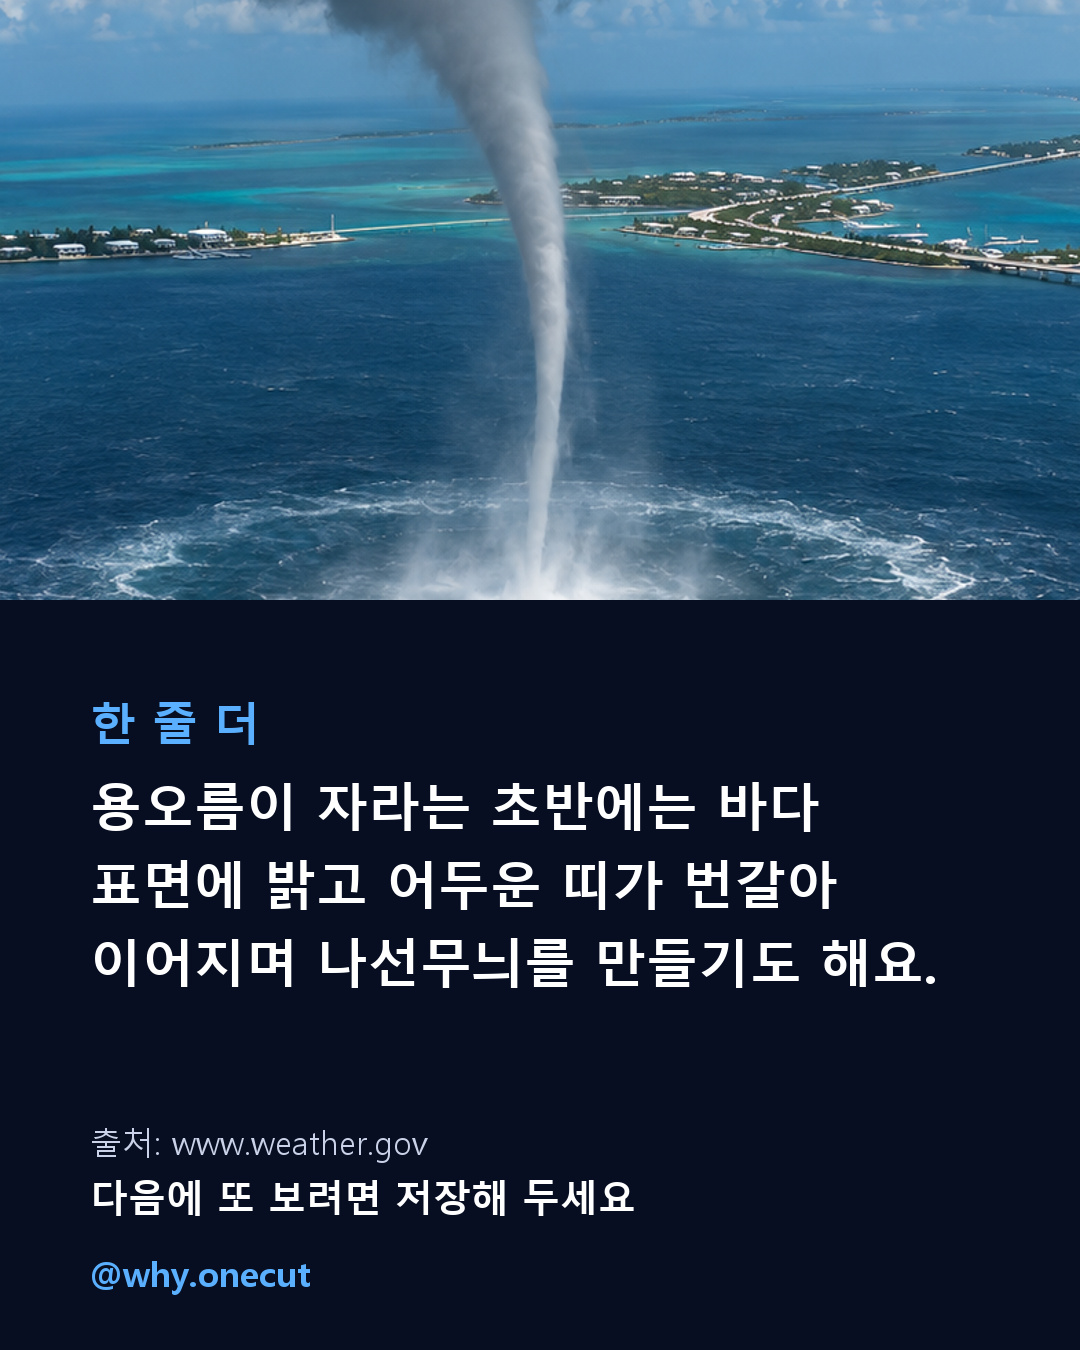 한 줄 더
용오름이 자라는 초반에는 바다
표면에 밝고 어두운 띠가 번갈아
이어지며 나선무늬를 만들기도 해요.
출처: www.weather.gov
다음에 또 보려면 저장해 두세요
@why.onecut